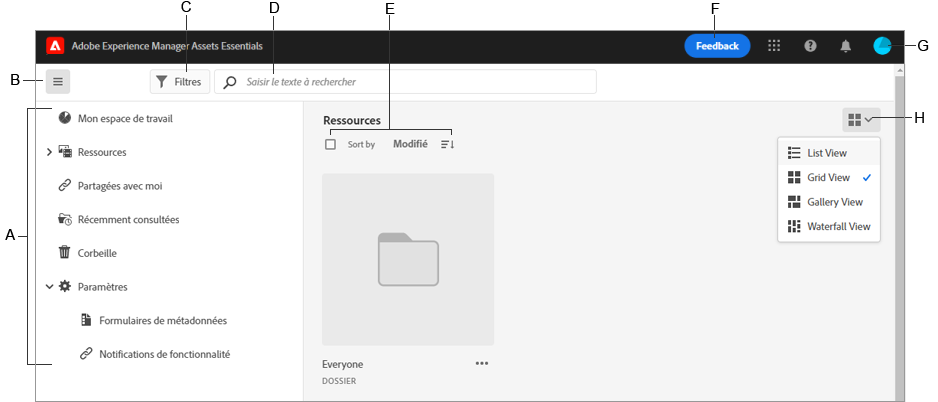 C D E F
Adobe Experience Manager Assets Essentials Feedback G
B Filtres Saisir le texte à rechercher
A
Mon espace de travail
Ressources
Partagées avec moi
Récemment consultées
Corbeille
Paramètres
Formulaires de métadonnées
Notifications de fonctionnalité
Ressources H
Sort by Modifié
List View
Grid View
Gallery View
Waterfall View
Everyone
DOSSIER